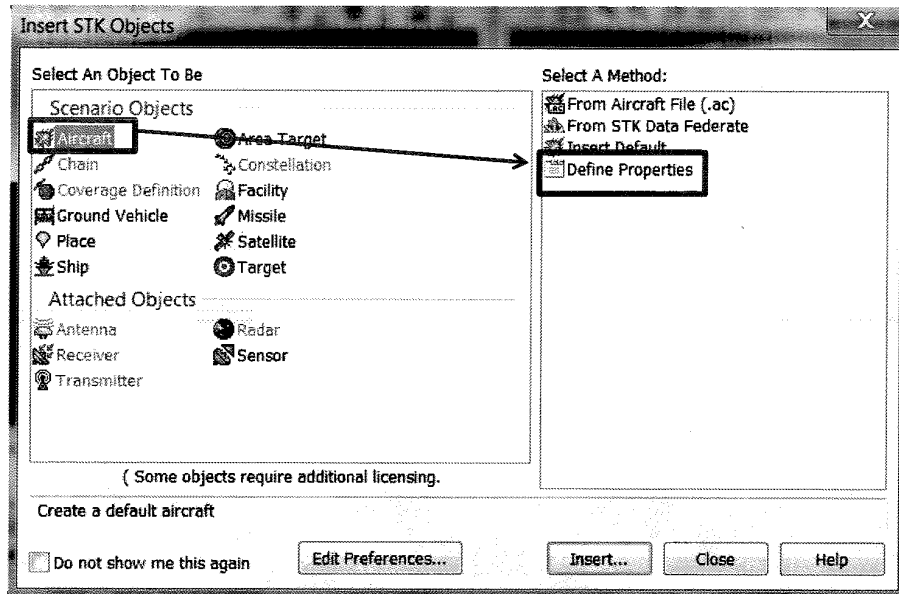 Insert STK Objects
X
Select An Object To Be
Scenario Objects
Aircraft
Area Target
Chain
Constellation
Coverage Definition
Facility
Ground Vehicle
Missile
Place
Satellite
Ship
Target
Attached Objects
Antenna
Radar
Receiver
Sensor
Transmitter
( Some objects require additional licensing.
Select A Method:
From Aircraft File (.ac)
From STK Data Federate
Insert Default
Define Properties
Create a default aircraft
Do not show me this again
Edit Preferences...
Insert...
Close
Help